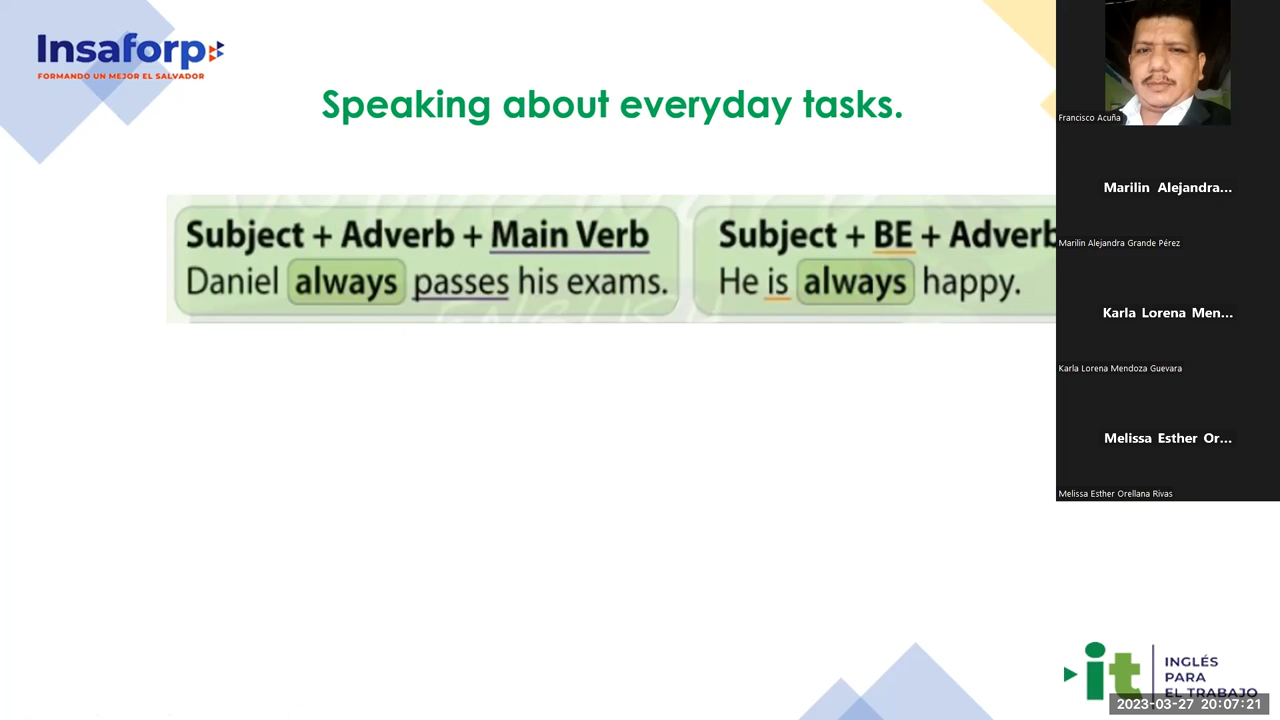 Insaforp
FORMANDO UN MEJOR EL SALVADOR
Speaking about everyday tasks.
Subject + Adverb + Main Verb
Daniel always passes his exams.
Subject + BE + Adverb
He is always happy.
Francisco Acuña
Marilin Alejandra...
Marilin Alejandra Grande Pérez
Karla Lorena Men...
Karla Lorena Mendoza Guevara
Melissa Esther Or...
Melissa Esther Orellana Rivas
it
INGLÉS
PARA
EL TRABAJO
2023-03-27 20:07:21